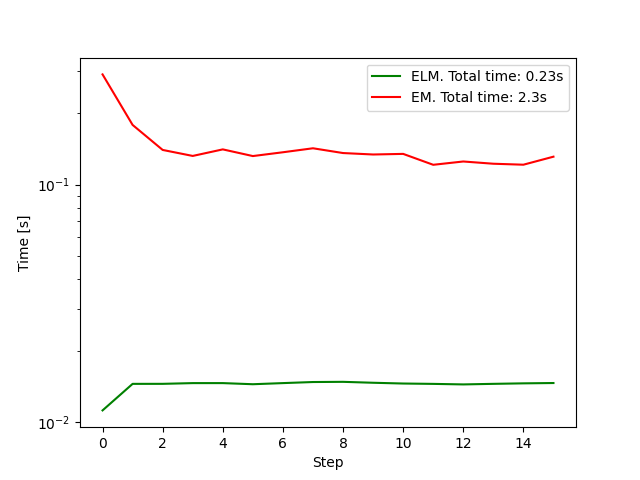 ELM. Total time: 0.23s
EM. Total time: 2.3s
10⁻¹
10⁻²
Time [s]
0 2 4 6 8 10 12 14
Step